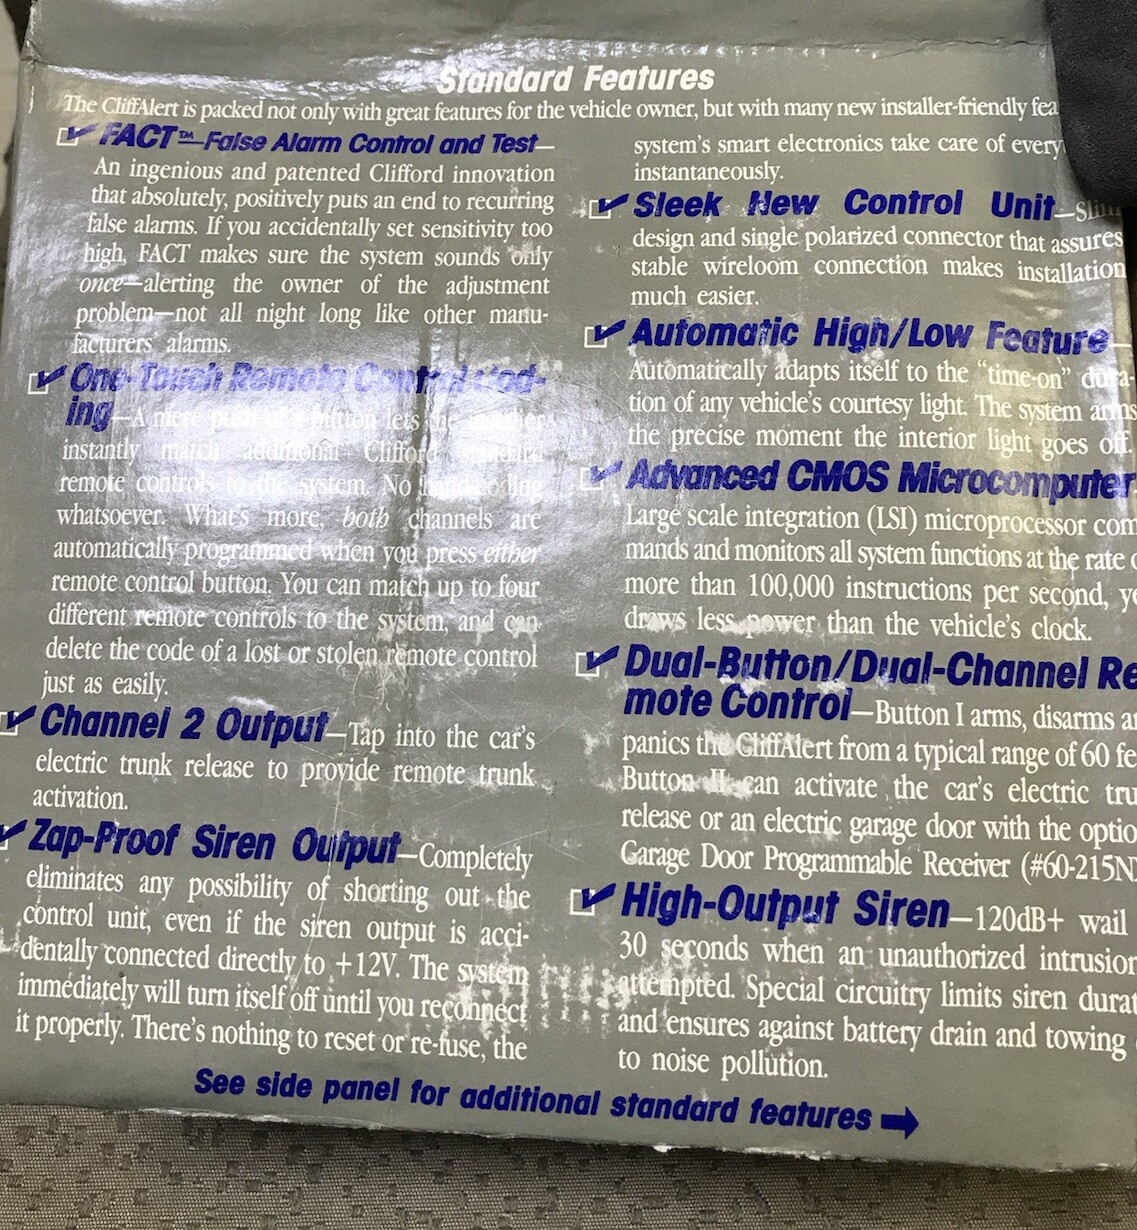 Standard Features
The CliffAlert is packed not only with great features for the vehicle owner, but with many new installer-friendly fea
FACT™—False Alarm Control and Test—
An ingenious and patented Clifford innovation
that absolutely, positively puts an end to recurring
false alarms. If you accidentally set sensitivity too
high, FACT makes sure the system sounds only
once—alerting the owner of the adjustment
problem—not all night long like other manu-
facturers' alarms.
One-Touch Remote Control Cod-
ing—A mere push of a button lets the
instantly match additional Clifford standard
remote controls to the system. No hand-coding
whatsoever. What's more, both channels are
automatically programmed when you press either
remote control button. You can match up to four
different remote controls to the system, and can
delete the code of a lost or stolen remote control
just as easily.
Channel 2 Output—Tap into the car's
electric trunk release to provide remote trunk
activation.
Zap-Proof Siren Output—Completely
eliminates any possibility of shorting out the
control unit, even if the siren output is acci-
dentally connected directly to +12V. The system
immediately will turn itself off until you reconnect
it properly. There's nothing to reset or re-fuse, the
system's smart electronics take care of every
instantaneously.
Sleek New Control Unit—Slim
design and single polarized connector that assures
stable wireloom connection makes installation
much easier.
Automatic High/Low Feature—
Automatically adapts itself to the "time-on" dura-
tion of any vehicle's courtesy light. The system arms
the precise moment the interior light goes off.
Advanced CMOS Microcomputer
Large scale integration (LSI) microprocessor com
mands and monitors all system functions at the rate o
more than 100,000 instructions per second, ye
draws less power than the vehicle's clock.
Dual-Button/Dual-Channel Re
mote Control—Button I arms, disarms an
panics the CliffAlert from a typical range of 60 fe
Button II can activate the car's electric tru
release or an electric garage door with the optio
Garage Door Programmable Receiver (#60-215N
High-Output Siren—120dB+ wail
30 seconds when an unauthorized intrusion
attempted. Special circuitry limits siren durat
and ensures against battery drain and towing
to noise pollution.
See side panel for additional standard features